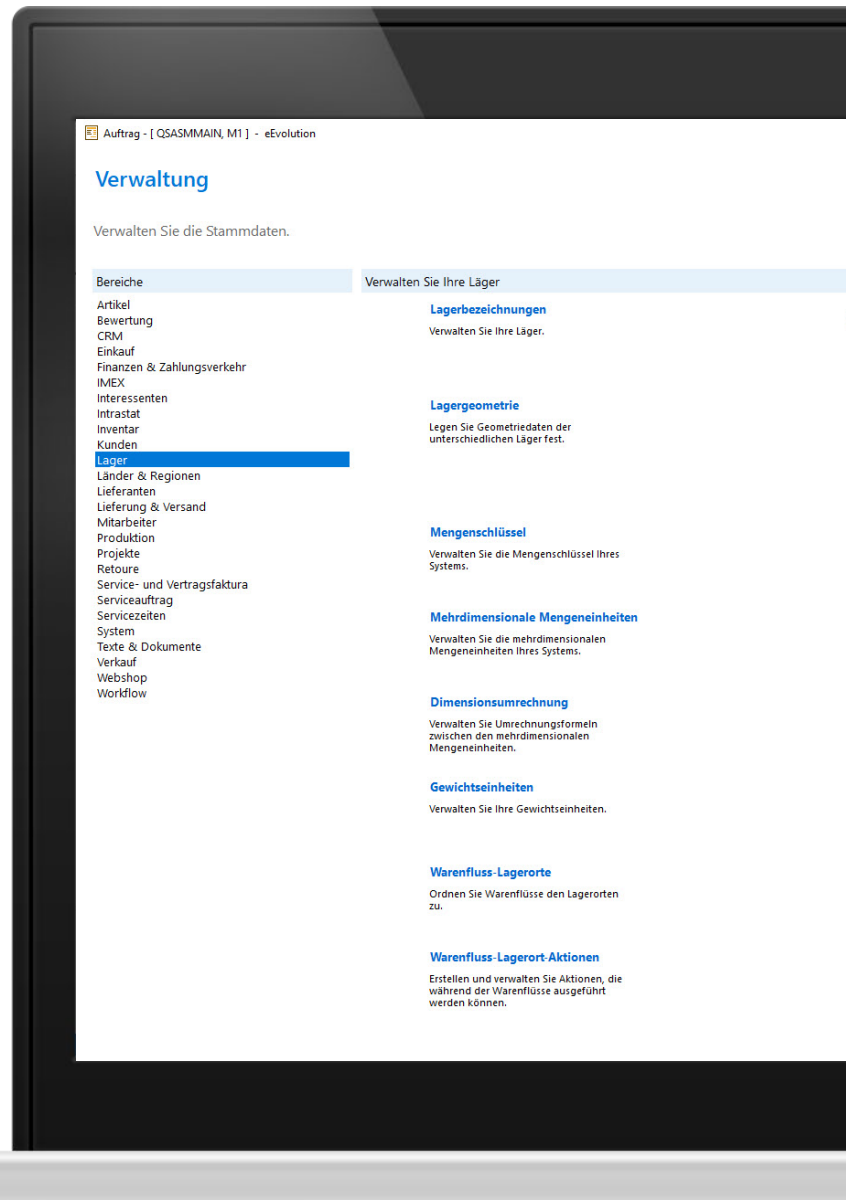 Auftrag - [ QSASMMAIN, M1 ] - eEvolution
Verwaltung
Verwalten Sie die Stammdaten.
Bereiche
Artikel
Bewertung
CRM
Einkauf
Finanzen & Zahlungsverkehr
IMEX
Interessenten
Intrastat
Inventar
Kunden
Lager
Länder & Regionen
Lieferanten
Lieferung & Versand
Mitarbeiter
Produktion
Projekte
Retoure
Service- und Vertragsfaktura
Serviceauftrag
Servicezeiten
System
Texte & Dokumente
Verkauf
Webshop
Workflow
Verwalten Sie Ihre Läger
Lagerbezeichnungen
Verwalten Sie Ihre Läger.
Lagergeometrie
Legen Sie Geometriedaten der
unterschiedlichen Läger fest.
Mengenschlüssel
Verwalten Sie die Mengenschlüssel Ihres
Systems.
Mehrdimensionale Mengeneinheiten
Verwalten Sie die mehrdimensionalen
Mengeneinheiten Ihres Systems.
Dimensionsumrechnung
Verwalten Sie Umrechnungsformeln
zwischen den mehrdimensionalen
Mengeneinheiten.
Gewichtseinheiten
Verwalten Sie Ihre Gewichtseinheiten.
Warenfluss-Lagerorte
Ordnen Sie Warenflüsse den Lagerorten
zu.
Warenfluss-Lagerort-Aktionen
Erstellen und verwalten Sie Aktionen, die
während der Warenflüsse ausgeführt
werden können.